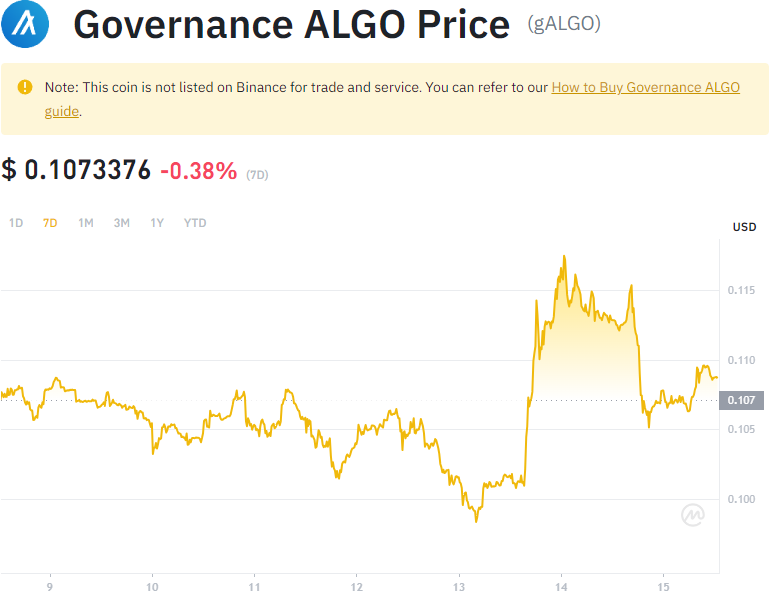 Governance ALGO Price (gALGO)
Note: This coin is not listed on Binance for trade and service. You can refer to our How to Buy Governance ALGO
guide.
$ 0.1073376 -0.38% (7D)
1D 7D 1M 3M 1Y YTD
USD
0.115
0.110
0.107
0.105
0.100
9 10 11 12 13 14 15